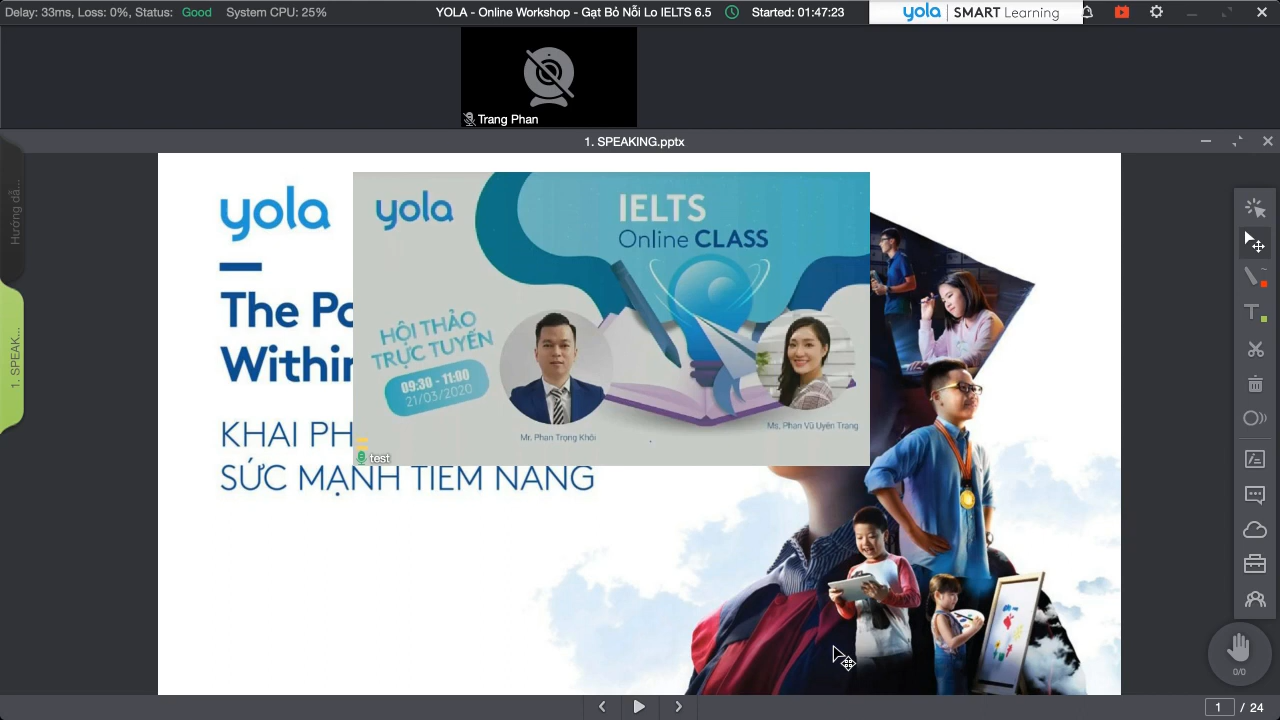 Delay: 33ms, Loss: 0%, Status: Good System CPU: 25%
YOLA - Online Workshop - Gạt Bỏ Nỗi Lo IELTS 6.5
Started: 01:47:23
yola | SMART Learning
Trang Phan
1. SPEAKING.pptx
Hướng dẫ...
1. SPEAK...
yola
The Po
Within
KHAI PH
SỨC MẠNH TIỀM NĂNG
yola
IELTS
Online CLASS
HỘI THẢO
TRỰC TUYẾN
09:30 - 11:00
21/03/2020
Mr. Phan Trọng Khôi
Ms. Phan Vũ Uyên Trang
test
0/0
1 / 24